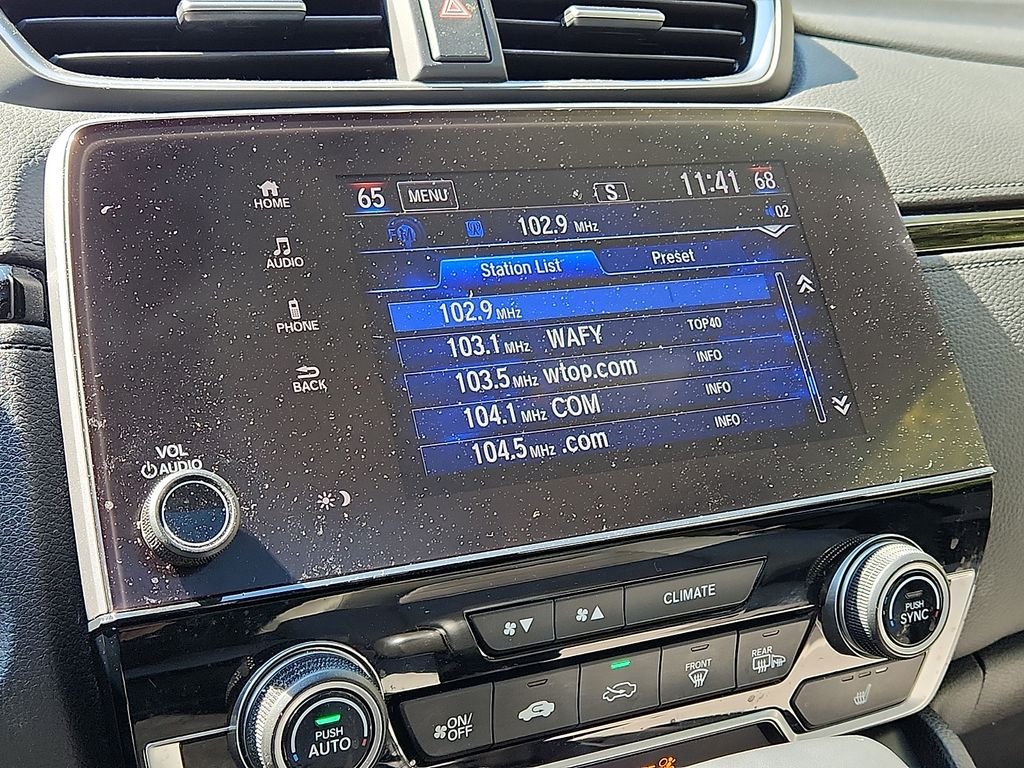 HOME
AUDIO
PHONE
BACK
VOL
AUDIO
65 MENU S 11:41 68
102.9 MHz 02
Station List Preset
102.9 MHz
103.1 MHz WAFY TOP40
103.5 MHz wtop.com INFO
104.1 MHz COM INFO
104.5 MHz .com INFO
CLIMATE
PUSH
SYNC
PUSH
AUTO
ON/
OFF
FRONT
REAR